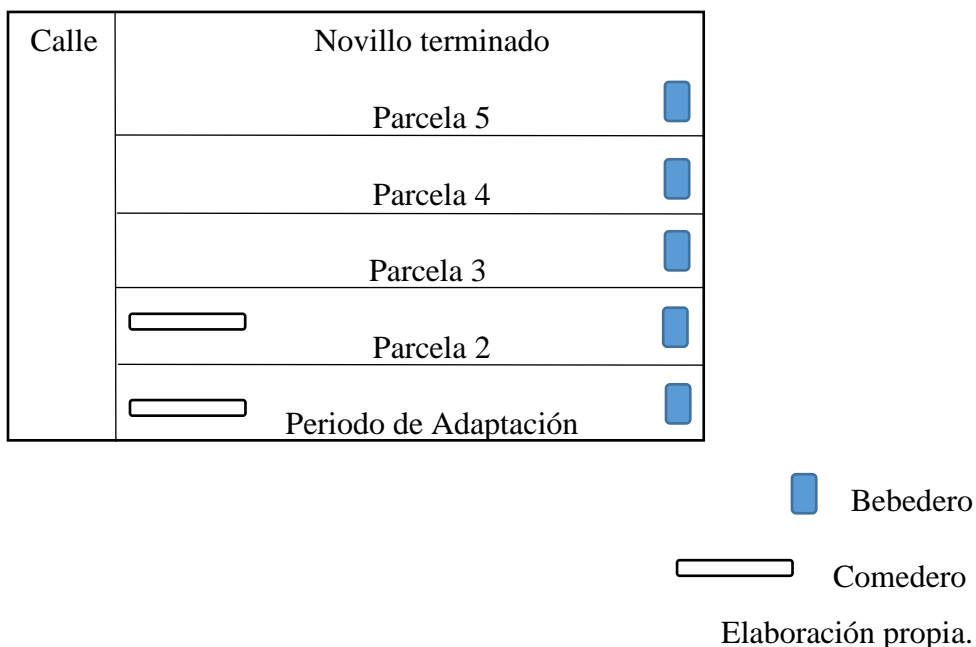 Calle
Novillo terminado
Parcela 5
Parcela 4
Parcela 3
Parcela 2
Periodo de Adaptación
Bebedero
Comedero
Elaboración propia.